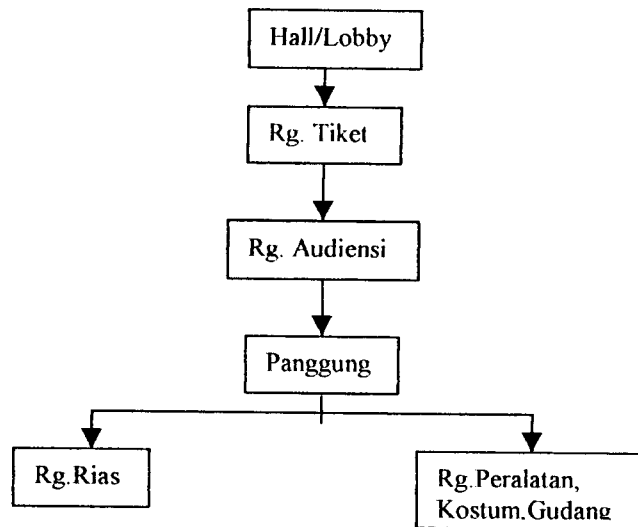 Hall/Lobby
Rg. Tiket
Rg. Audiensi
Panggung
Rg.Rias
Rg.Peralatan,
Kostum,Gudang